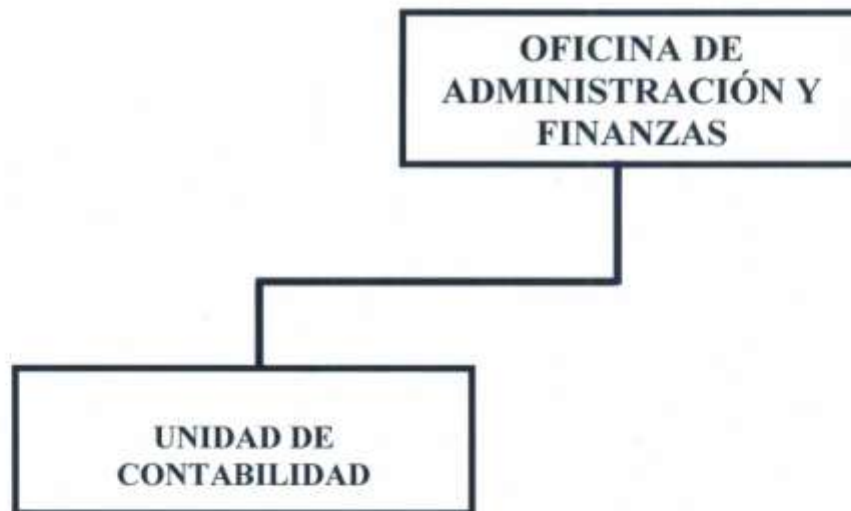 OFICINA DE
ADMINISTRACIÓN Y
FINANZAS
UNIDAD DE
CONTABILIDAD